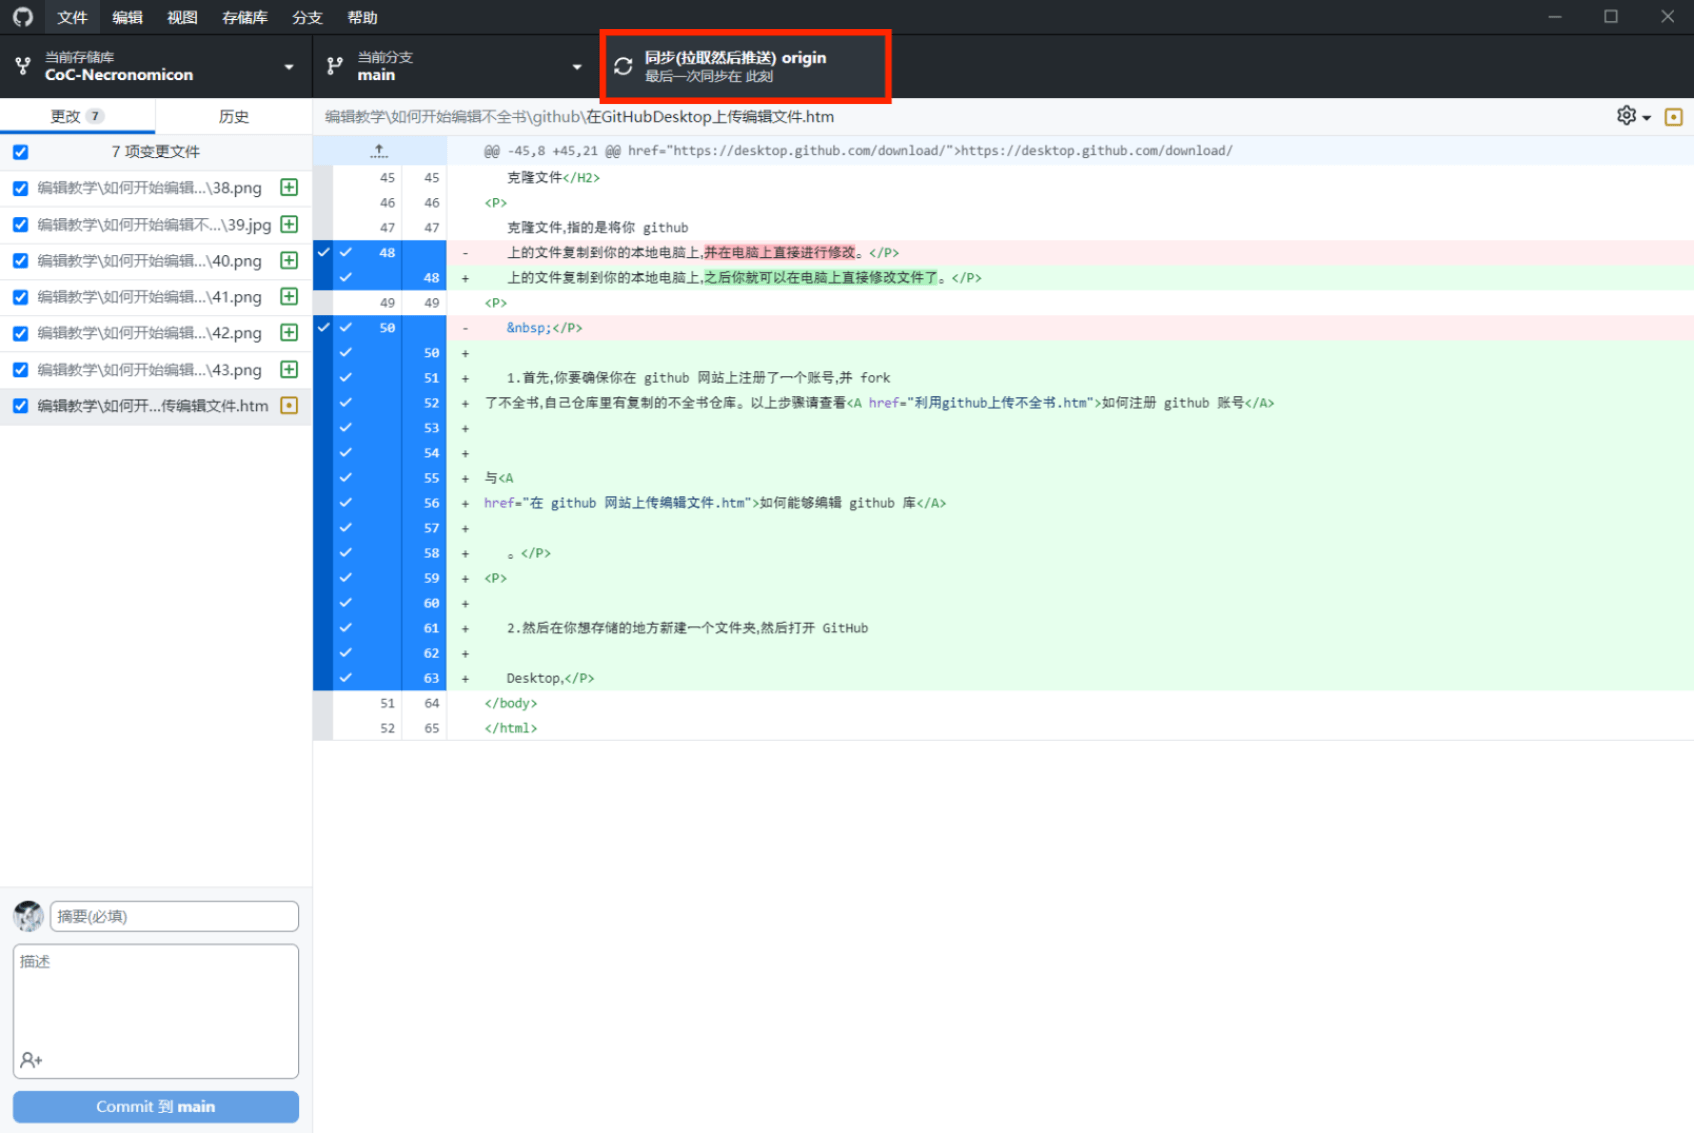 文件 编辑 视图 存储库 分支 帮助
当前存储库
CoC-Necronomicon
当前分支
main
同步(拉取然后推送) origin
最后一次同步在 此刻
更改 7
历史
7 项变更文件
编辑教学\如何开始编辑...\38.png
编辑教学\如何开始编辑不...\39.jpg
编辑教学\如何开始编辑...\40.png
编辑教学\如何开始编辑...\41.png
编辑教学\如何开始编辑...\42.png
编辑教学\如何开始编辑...\43.png
编辑教学\如何开...传编辑文件.htm
编辑教学\如何开始编辑不全书\github\在GitHubDesktop上传编辑文件.htm
@@ -45,8 +45,21 @@ href="https://desktop.github.com/download/">https://desktop.github.com/download/
45 45 克隆文件</H2>
46 46 <P>
47 47 克隆文件,指的是将你 github
48 - 上的文件复制到你的本地电脑上,并在电脑上直接进行修改。</P>
48 + 上的文件复制到你的本地电脑上,之后你就可以在电脑上直接修改文件了。</P>
49 49 <P>
50 - &nbsp;</P>
50 +
51 + 1.首先,你要确保你在 github 网站上注册了一个账号,并 fork
52 + 了不全书,自己仓库里有复制的不全书仓库。以上步骤请查看<A href="利用github上传不全书.htm">如何注册 github 账号</A>
53 +
54 +
55 + 与<A
56 + href="在 github 网站上传编辑文件.htm">如何能够编辑 github 库</A>
57 +
58 + 。</P>
59 + <P>
60 +
61 + 2.然后在你想存储的地方新建一个文件夹,然后打开 GitHub
62 +
63 + Desktop,</P>
51 64 </body>
52 65 </html>
摘要(必填)
描述
Commit 到 main